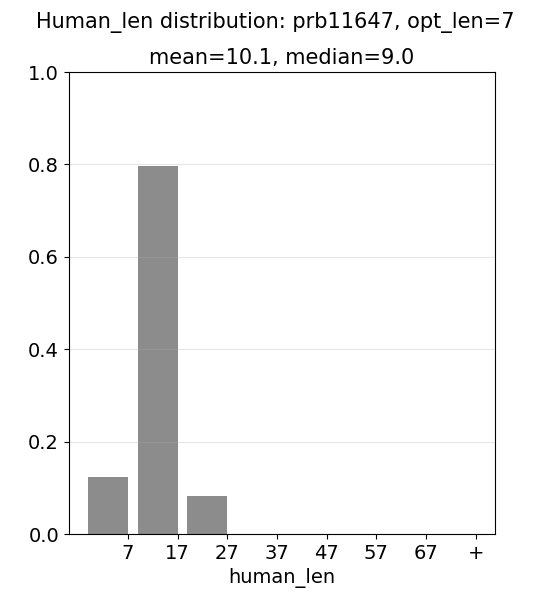 Human_len distribution: prb11647, opt_len=7
mean=10.1, median=9.0
1.0
0.8
0.6
0.4
0.2
0.0
7 17 27 37 47 57 67 +
human_len